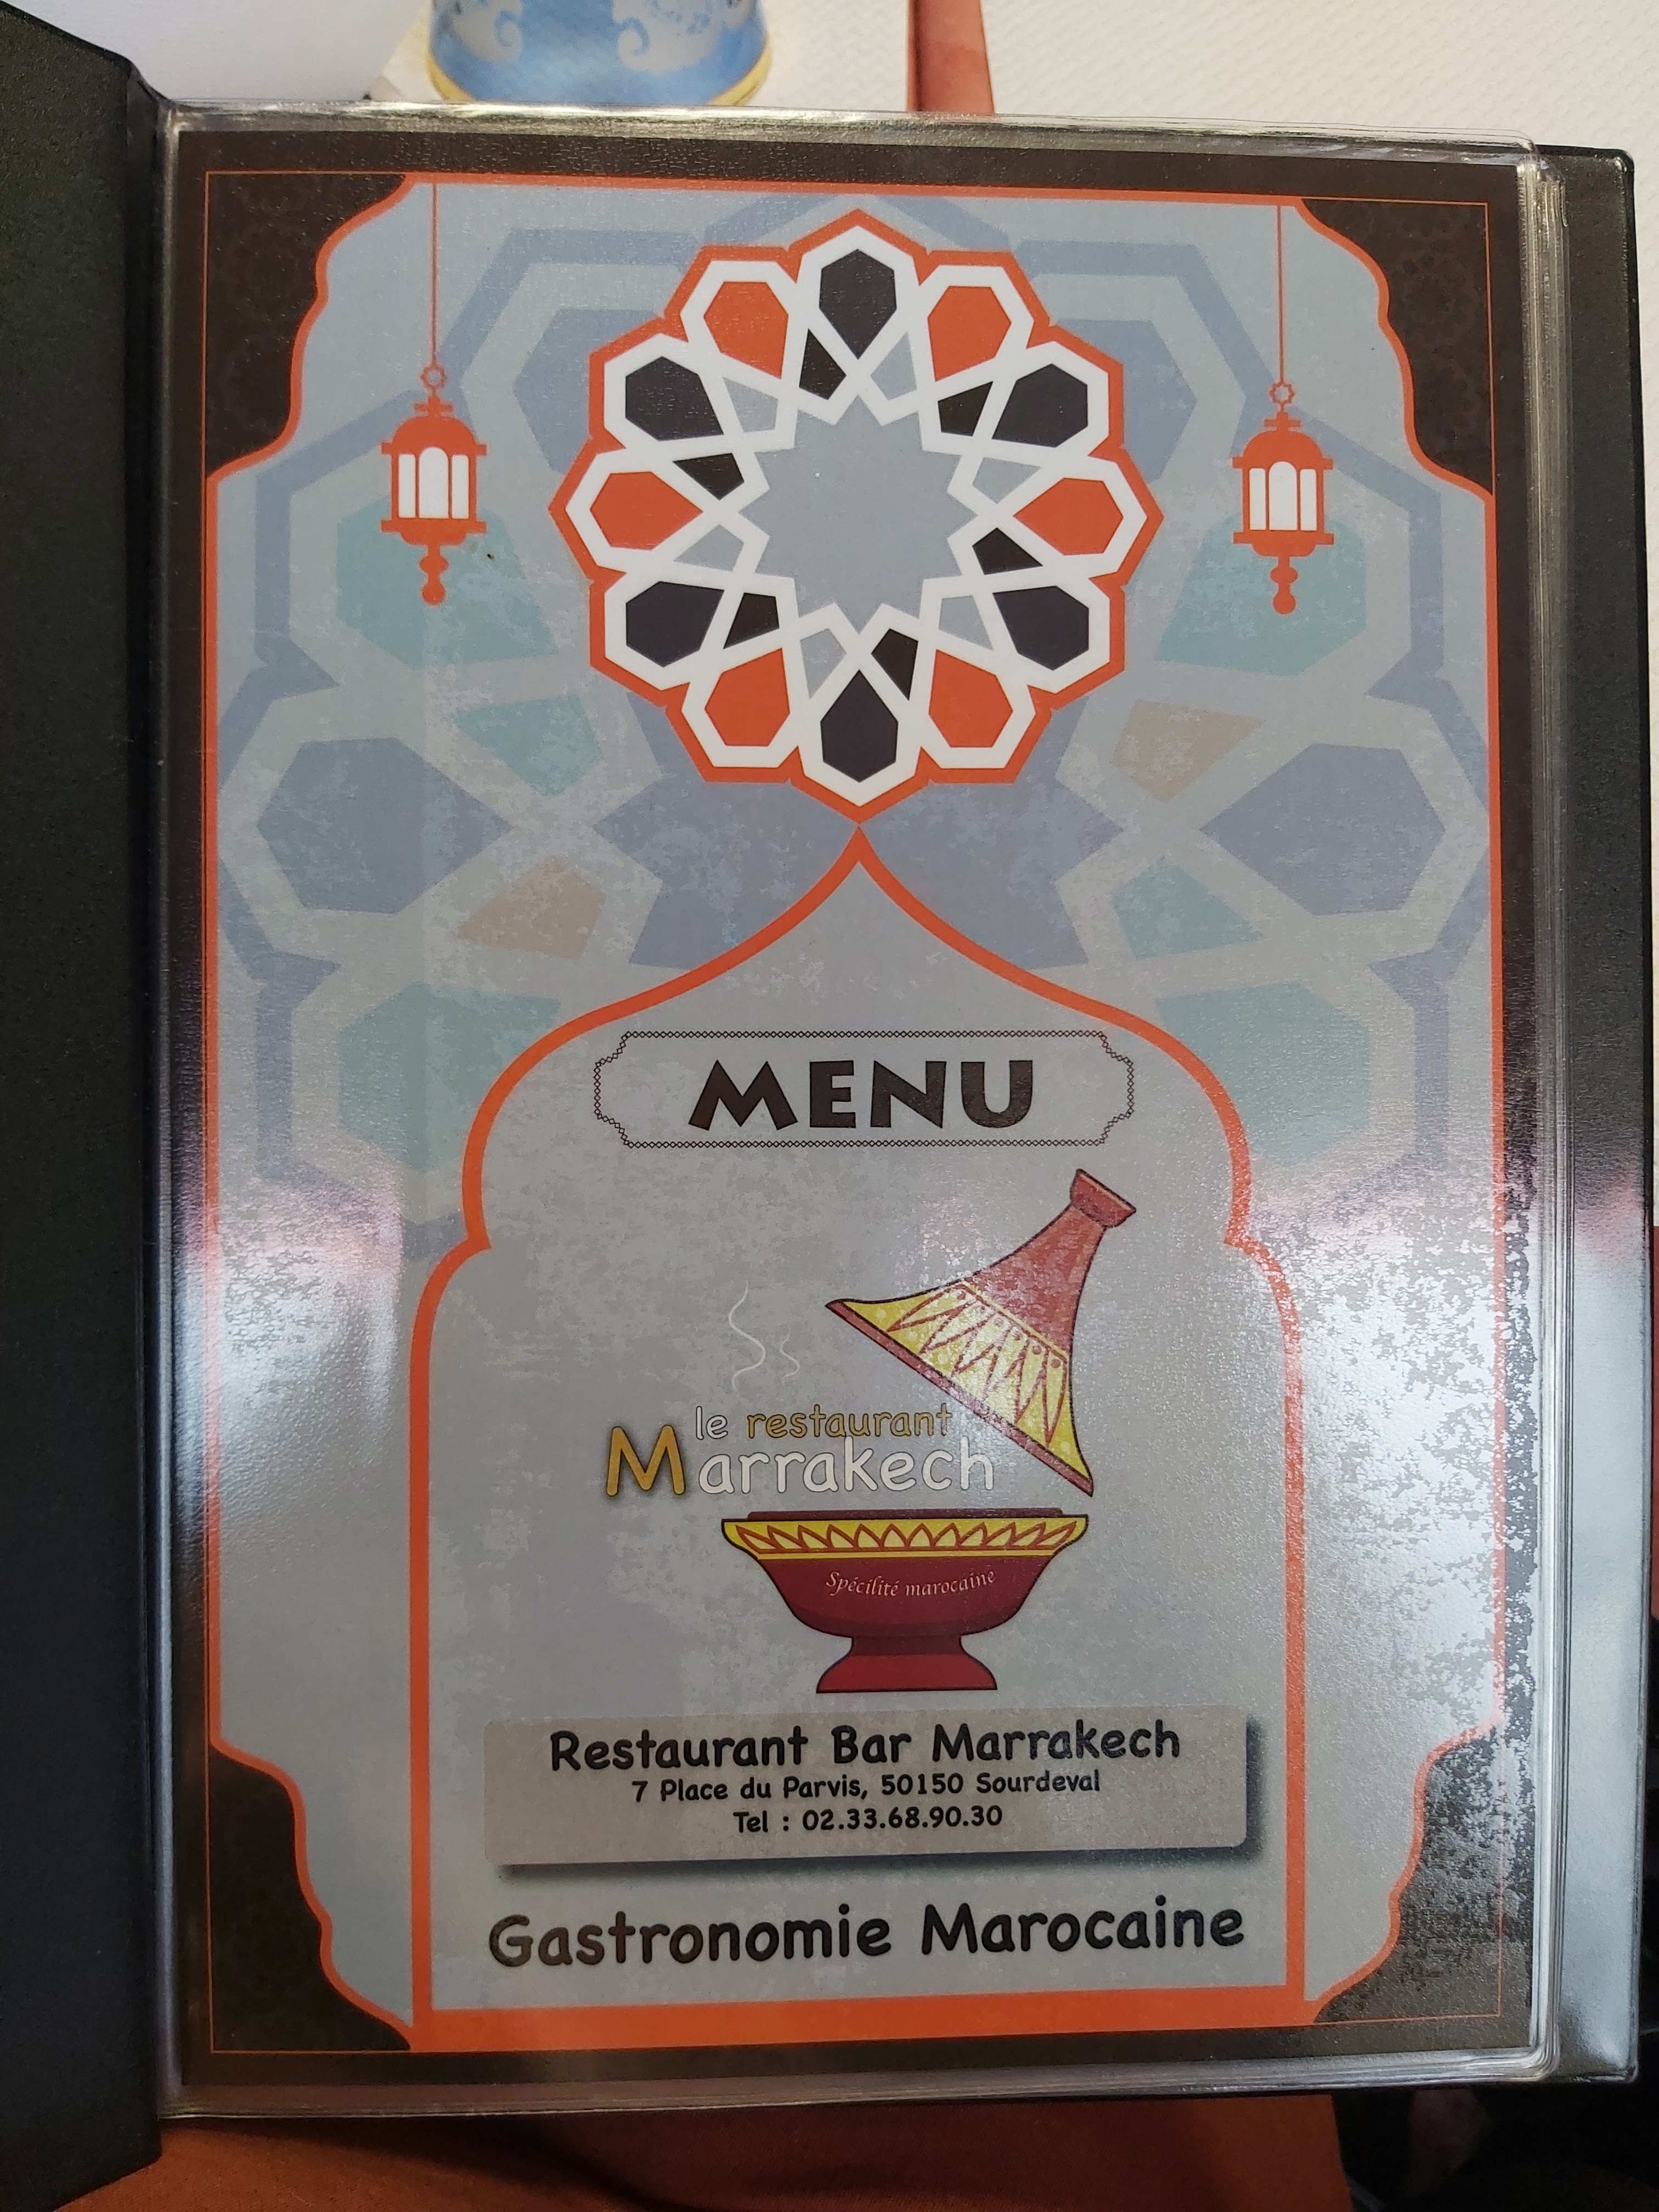 MENU
le restaurant
Marrakech
Spécilité marocaine
Restaurant Bar Marrakech
7 Place du Parvis, 50150 Sourdeval
Tel : 02.33.68.90.30
Gastronomie Marocaine